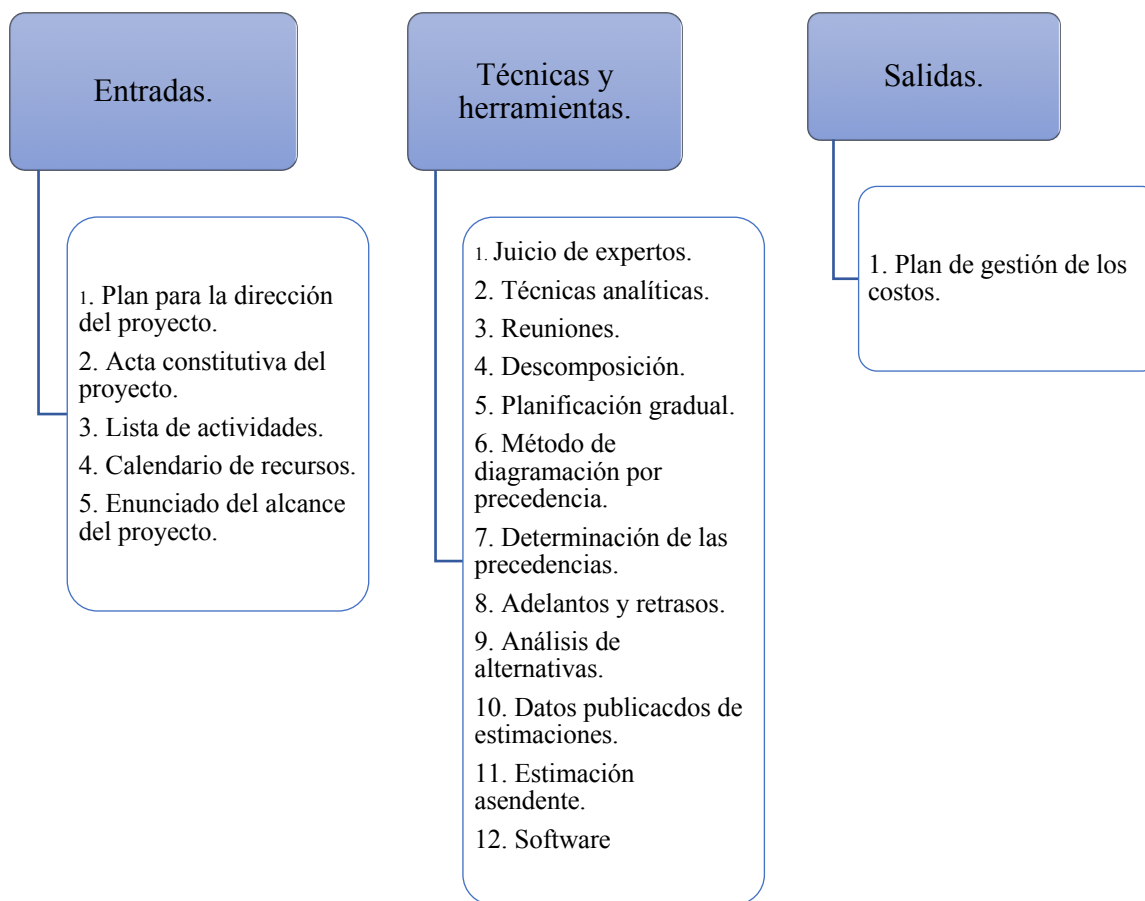 Entradas.
1. Plan para la dirección
del proyecto.
2. Acta constitutiva del
proyecto.
3. Lista de actividades.
4. Calendario de recursos.
5. Enunciado del alcance
del proyecto.
Técnicas y
herramientas.
1. Juicio de expertos.
2. Técnicas analíticas.
3. Reuniones.
4. Descomposición.
5. Planificación gradual.
6. Método de
diagramación por
precedencia.
7. Determinación de las
precedencias.
8. Adelantos y retrasos.
9. Análisis de
alternativas.
10. Datos publicacdos de
estimaciones.
11. Estimación
asendente.
12. Software
Salidas.
1. Plan de gestión de los
costos.